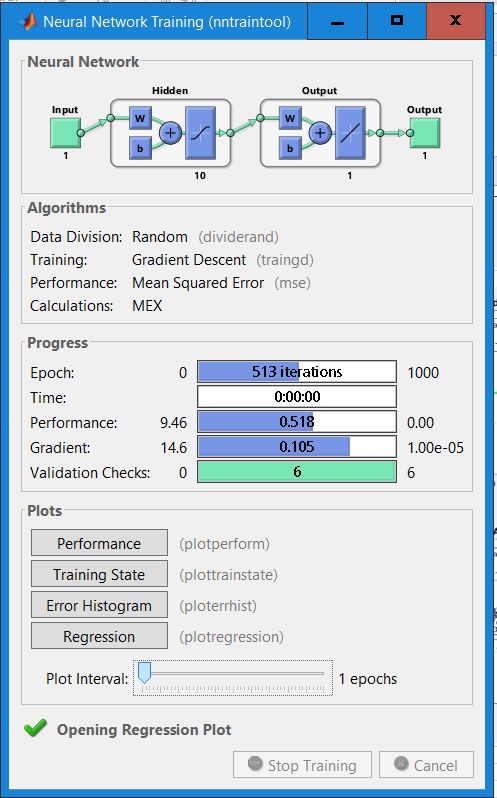 Neural Network Training (nntraintool)
Neural Network
Hidden
Output
Input
W
b
+
W
b
+
Output
1
10
1
1
Algorithms
Data Division: Random (dividerand)
Training: Gradient Descent (traingd)
Performance: Mean Squared Error (mse)
Calculations: MEX
Progress
Epoch: 0 513 iterations 1000
Time: 0:00:00
Performance: 9.46 0.518 0.00
Gradient: 14.6 0.105 1.00e-05
Validation Checks: 0 6 6
Plots
Performance (plotperform)
Training State (plottrainstate)
Error Histogram (ploterrhist)
Regression (plotregression)
Plot Interval: 1 epochs
Opening Regression Plot
Stop Training Cancel